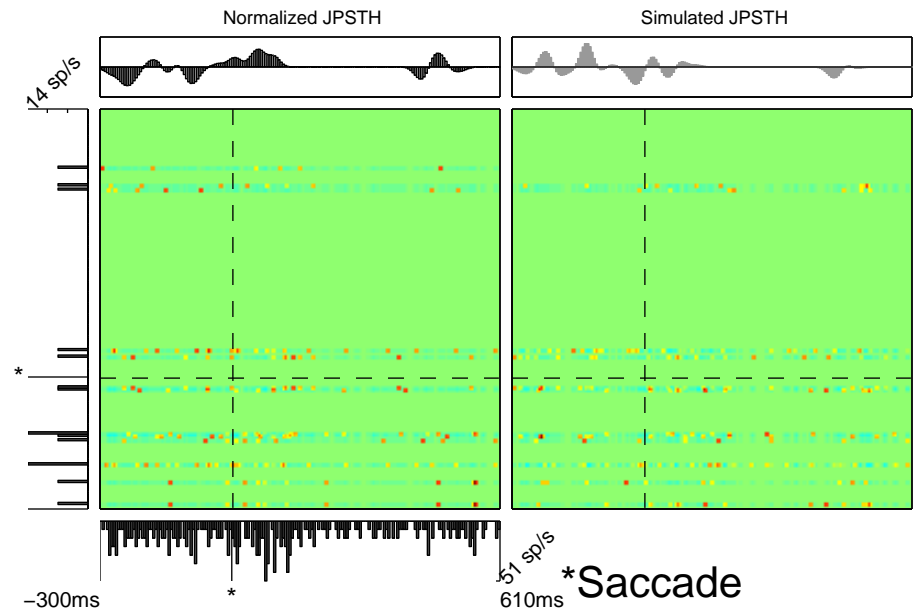 Normalized JPSTH
Simulated JPSTH
14 sp/s
*
51 sp/s
−300ms
*
610ms
*Saccade